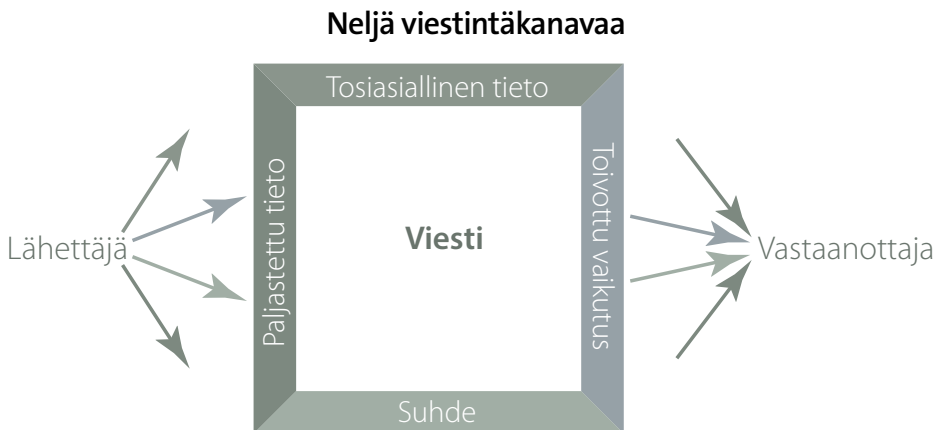 Neljä viestintäkanavaa
Tosiasiallinen tieto
Lähettäjä
Paljastettu tieto
Viesti
Toivottu vaikutus
Vastaanottaja
Suhde